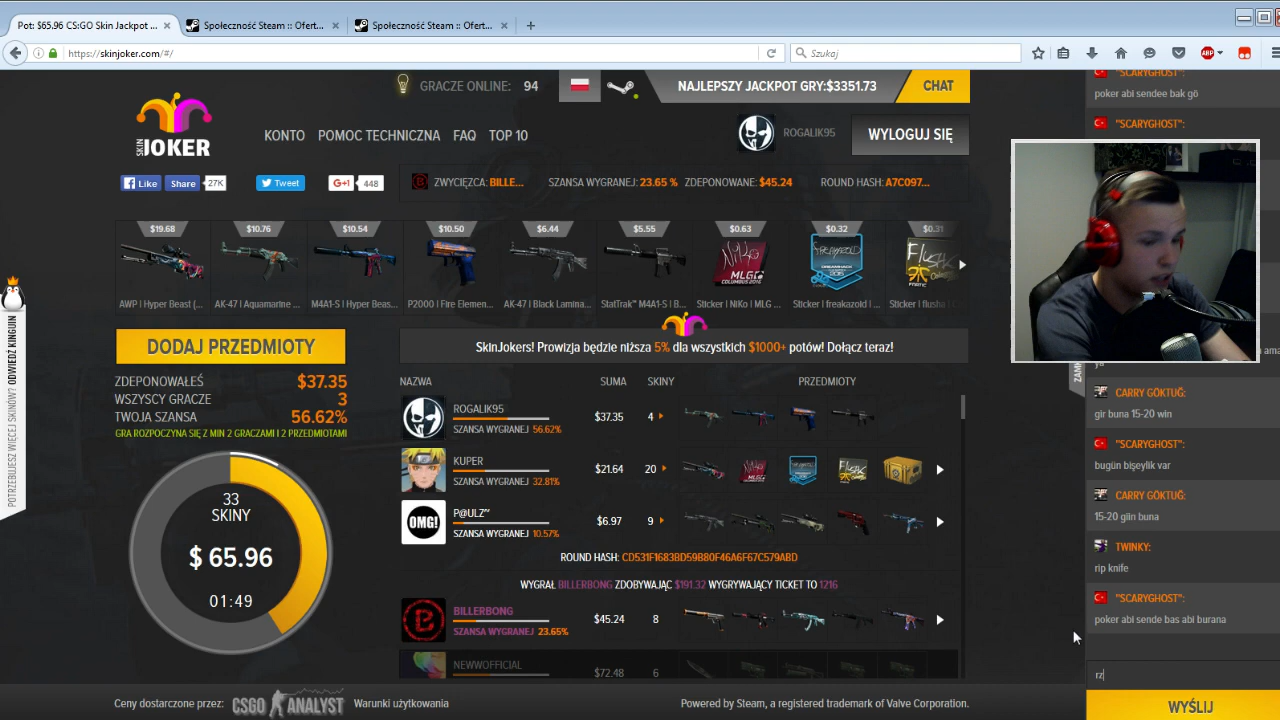 Pot: $65.96 CS:GO Skin Jackpot ...
Społeczność Steam :: Ofert...
Społeczność Steam :: Ofert...
https://skinjoker.com/#/
Szukaj
ABP
GRACZE ONLINE: 94
NAJLEPSZY JACKPOT GRY:$3351.73
CHAT
SKIN JOKER
KONTO
POMOC TECHNICZNA
FAQ
TOP 10
ROGALIK95
WYLOGUJ SIĘ
Like
Share
27K
Tweet
G+1
448
ZWYCIĘZCA: BILLE...
SZANSA WYGRANEJ: 23.65 %
ZDEPONOWANE: $45.24
ROUND HASH: A7C097...
$19.68
$10.76
$10.54
$10.50
$6.44
$5.55
$0.63
$0.32
$0.31
AWP | Hyper Beast (...
AK-47 | Aquamarine ...
M4A1-S | Hyper Beas...
P2000 | Fire Elemen...
AK-47 | Black Lamina...
StatTrak™ M4A1-S | B...
Sticker | NiKo | MLG ...
Sticker | freakazoid | ...
Sticker | flusha | C
POTRZEBUJESZ WIĘCEJ SKINÓW? ODWIEDŹ KINGUIN
DODAJ PRZEDMIOTY
ZDEPONOWAŁEŚ $37.35
WSZYSCY GRACZE 3
TWOJA SZANSA 56.62%
GRA ROZPOCZYNA SIĘ Z MIN 2 GRACZAMI I 2 PRZEDMIOTAMI
33
SKINY
$ 65.96
01:49
SkinJokers! Prowizja będzie niższa 5% dla wszystkich $1000+ potów! Dołącz teraz!
NAZWA
SUMA
SKINY
PRZEDMIOTY
ROGALIK95
SZANSA WYGRANEJ 56.62%
$37.35
4
KUPER
SZANSA WYGRANEJ 32.81%
$21.64
20
OMG!
P@ULZ~
SZANSA WYGRANEJ 10.57%
$6.97
9
ROUND HASH: CD531F1683BD59B80F46A6F67C579ABD
WYGRAŁ BILLERBONG ZDOBYWAJĄC $191.32 WYGRYWAJĄCY TICKET TO 1216
BILLERBONG
SZANSA WYGRANEJ 23.65%
$45.24
8
NEWWOFFICIAL
$72.48
6
"SCARYGHOST":
poker abi sendee bak gö
"SCARYGHOST":
CARRY GÖKTUĞ:
gir buna 15-20 win
"SCARYGHOST":
bugün bişeylik var
CARRY GÖKTUĞ:
15-20 giin buna
TWINKY:
rip knife
"SCARYGHOST":
poker abi sende bas abi burana
rz
WYŚLIJ
Ceny dostarczone przez:
CSGO ANALYST
Warunki użytkowania
Powered by Steam, a registered trademark of Valve Corporation.